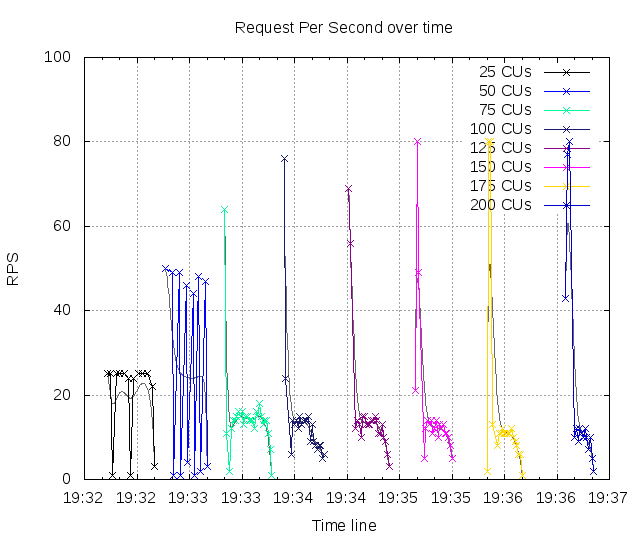 Request Per Second over time
100
80
60
40
20
0
RPS
25 CUs
50 CUs
75 CUs
100 CUs
125 CUs
150 CUs
175 CUs
200 CUs
19:32 19:32 19:33 19:33 19:34 19:34 19:35 19:35 19:36 19:36 19:37
Time line